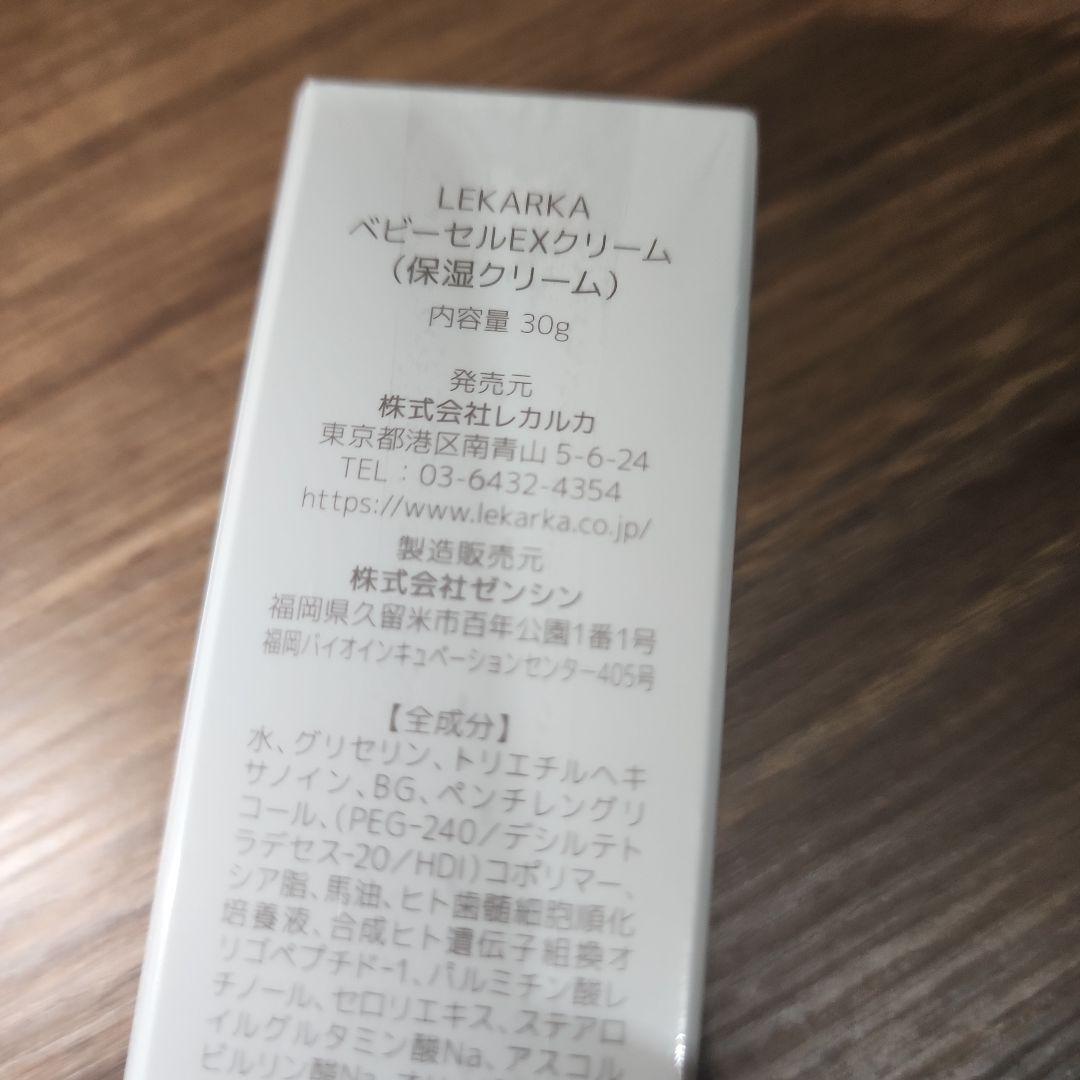 LEKARKA
ベビーセルEXクリーム
（保湿クリーム）
内容量 30g
発売元
株式会社レカルカ
東京都港区南青山 5-6-24
TEL：03-6432-4354
https://www.lekarka.co.jp/
製造販売元
株式会社ゼンシン
福岡県久留米市百年公園1番1号
福岡バイオインキュベーションセンター405号
【全成分】
水、グリセリン、トリエチルヘキ
サノイン、BG、ペンチレングリ
コール、(PEG-240/デシルテト
ラデセス-20/HDI)コポリマー、
シア脂、馬油、ヒト歯髄細胞順化
培養液、合成ヒト遺伝子組換オ
リゴペプチド-1、パルミチン酸レ
チノール、セロリエキス、ステアロ
イルグルタミン酸Na、アスコル
ビルリン酸Na、